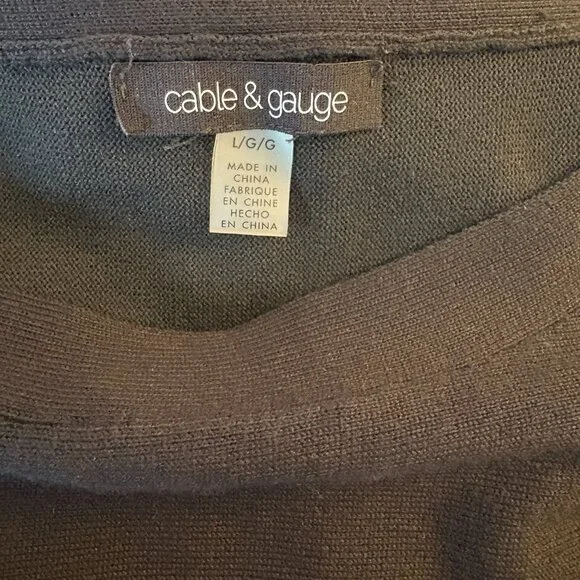 cable & gauge
L/G/G
MADE IN
CHINA
FABRIQUE
EN CHINE
HECHO
EN CHINA